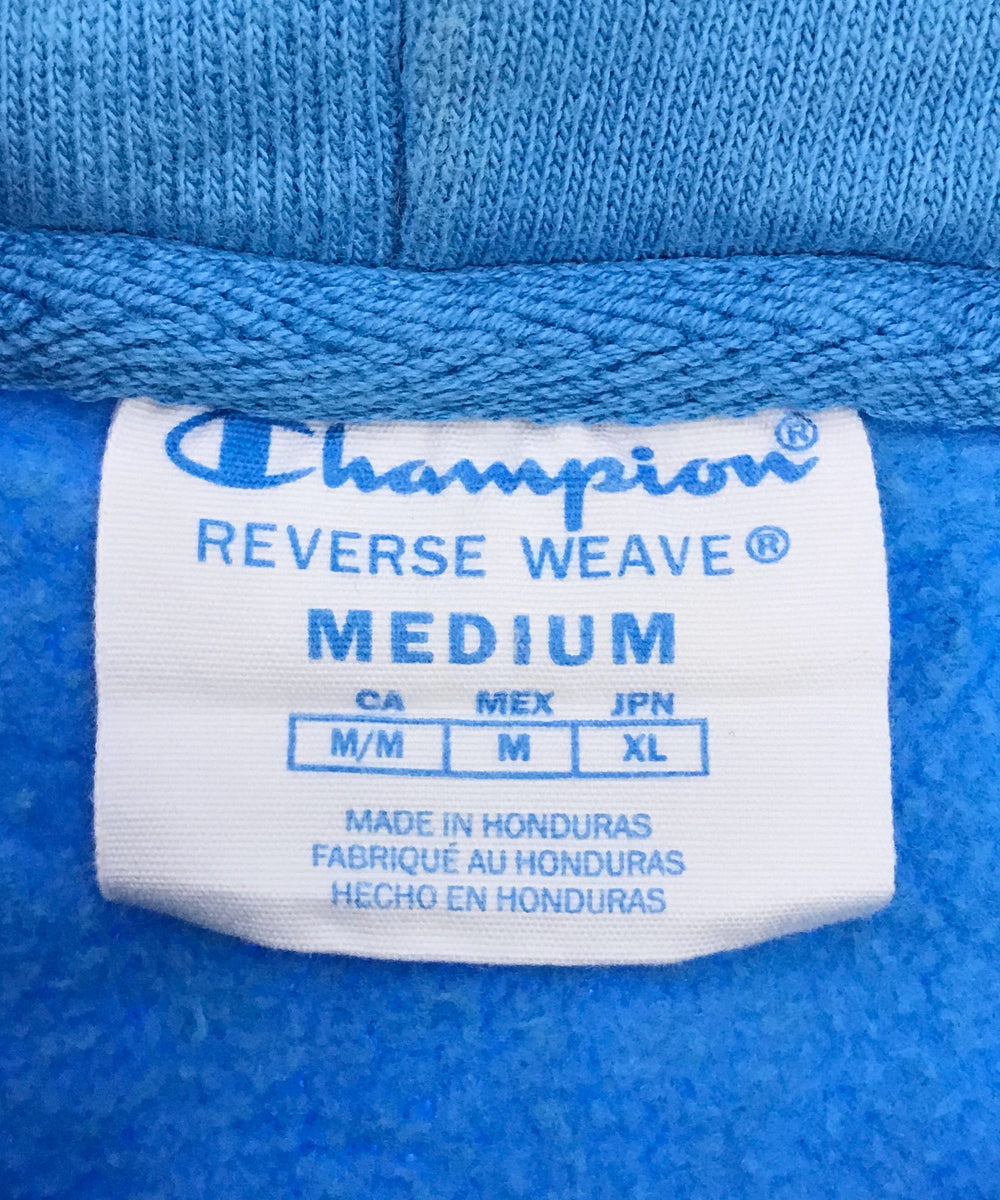 Champion®
REVERSE WEAVE®
MEDIUM
CA MEX JPN
M/M M XL
MADE IN HONDURAS
FABRIQUÉ AU HONDURAS
HECHO EN HONDURAS